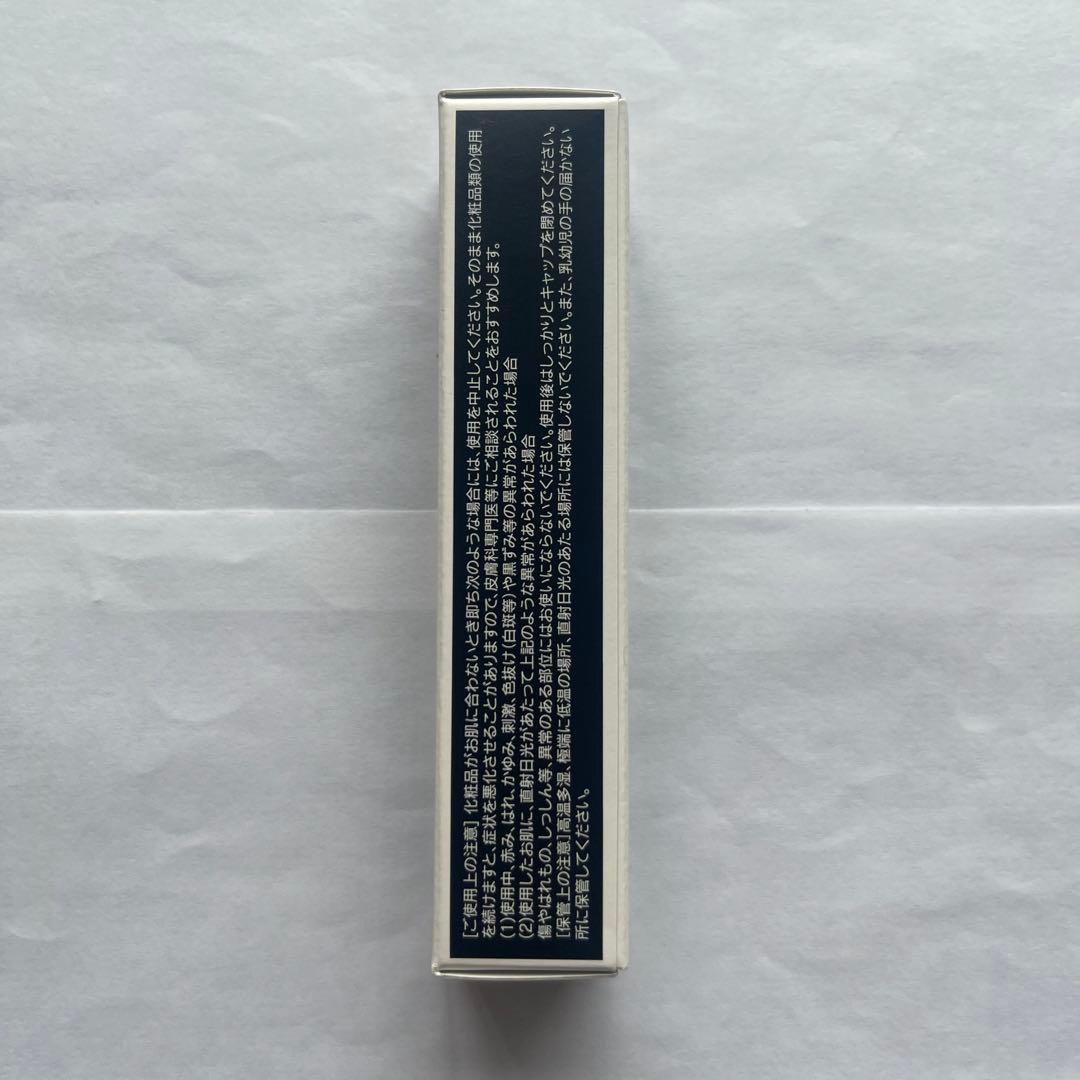 [ご使用上の注意] 化粧品がお肌に合わないとき即ち次のような場合には、使用を中止してください。そのまま化粧品類の使用
を続けますと、症状を悪化させることがありますので、皮膚科専門医等にご相談されることをおすすめします。
(1)使用中、赤み、はれ、かゆみ、刺激、色抜け(白斑等)や黒ずみ等の異常があらわれた場合
(2)使用したお肌に、直射日光があたって上記のような異常があらわれた場合
傷やはれもの、しっしん等、異常のある部位にはお使いにならないでください。使用後はしっかりとキャップを閉めてください。
[保管上の注意]高温多湿、極端に低温の場所、直射日光のあたる場所には保管しないでください。また、乳幼児の手の届かない
所に保管してください。